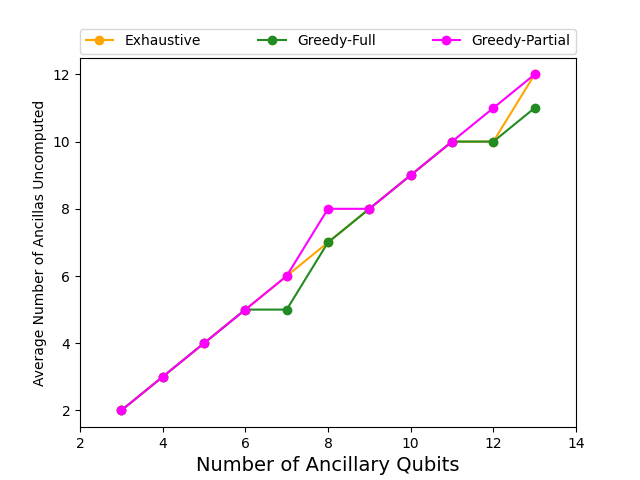 Exhaustive Greedy-Full Greedy-Partial
Average Number of Ancillas Uncomputed
12
10
8
6
4
2
2 4 6 8 10 12 14
Number of Ancillary Qubits